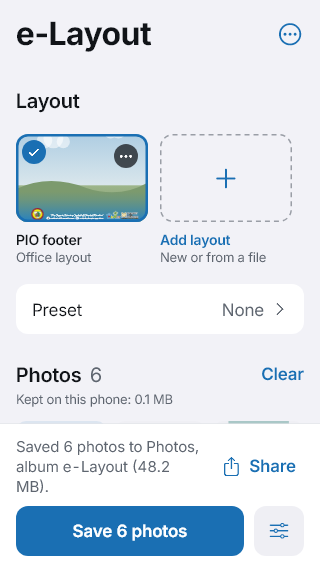 e-Layout
Layout
PIO footer
Office layout
Add layout
New or from a file
Preset
None
Photos 6
Clear
Kept on this phone: 0.1 MB
Saved 6 photos to Photos,
album e-Layout (48.2
MB).
Share
Save 6 photos